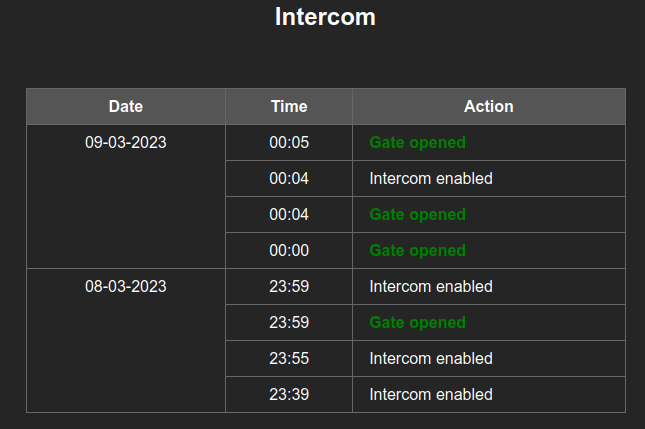 Intercom
Date Time Action
09-03-2023 00:05 Gate opened
00:04 Intercom enabled
00:04 Gate opened
00:00 Gate opened
08-03-2023 23:59 Intercom enabled
23:59 Gate opened
23:55 Intercom enabled
23:39 Intercom enabled